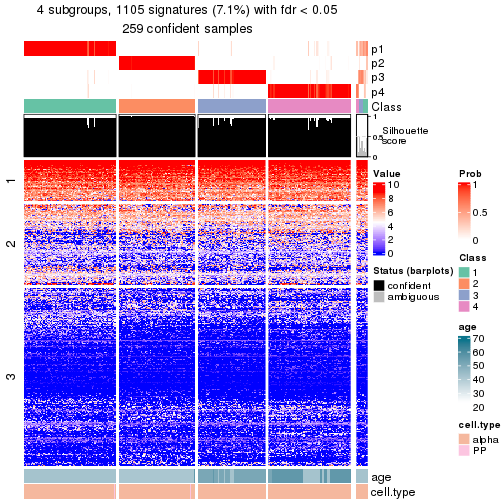 4 subgroups, 1105 signatures (7.1%) with fdr < 0.05
259 confident samples
p1
p2
p3
p4
Class
1
0.5
0
Silhouette
score
1
2
3
age
cell.type
Value
10
8
6
4
2
0
Status (barplots)
confident
ambiguous
Prob
1
0.5
0
Class
1
2
3
4
age
70
60
50
40
30
20
cell.type
alpha
PP